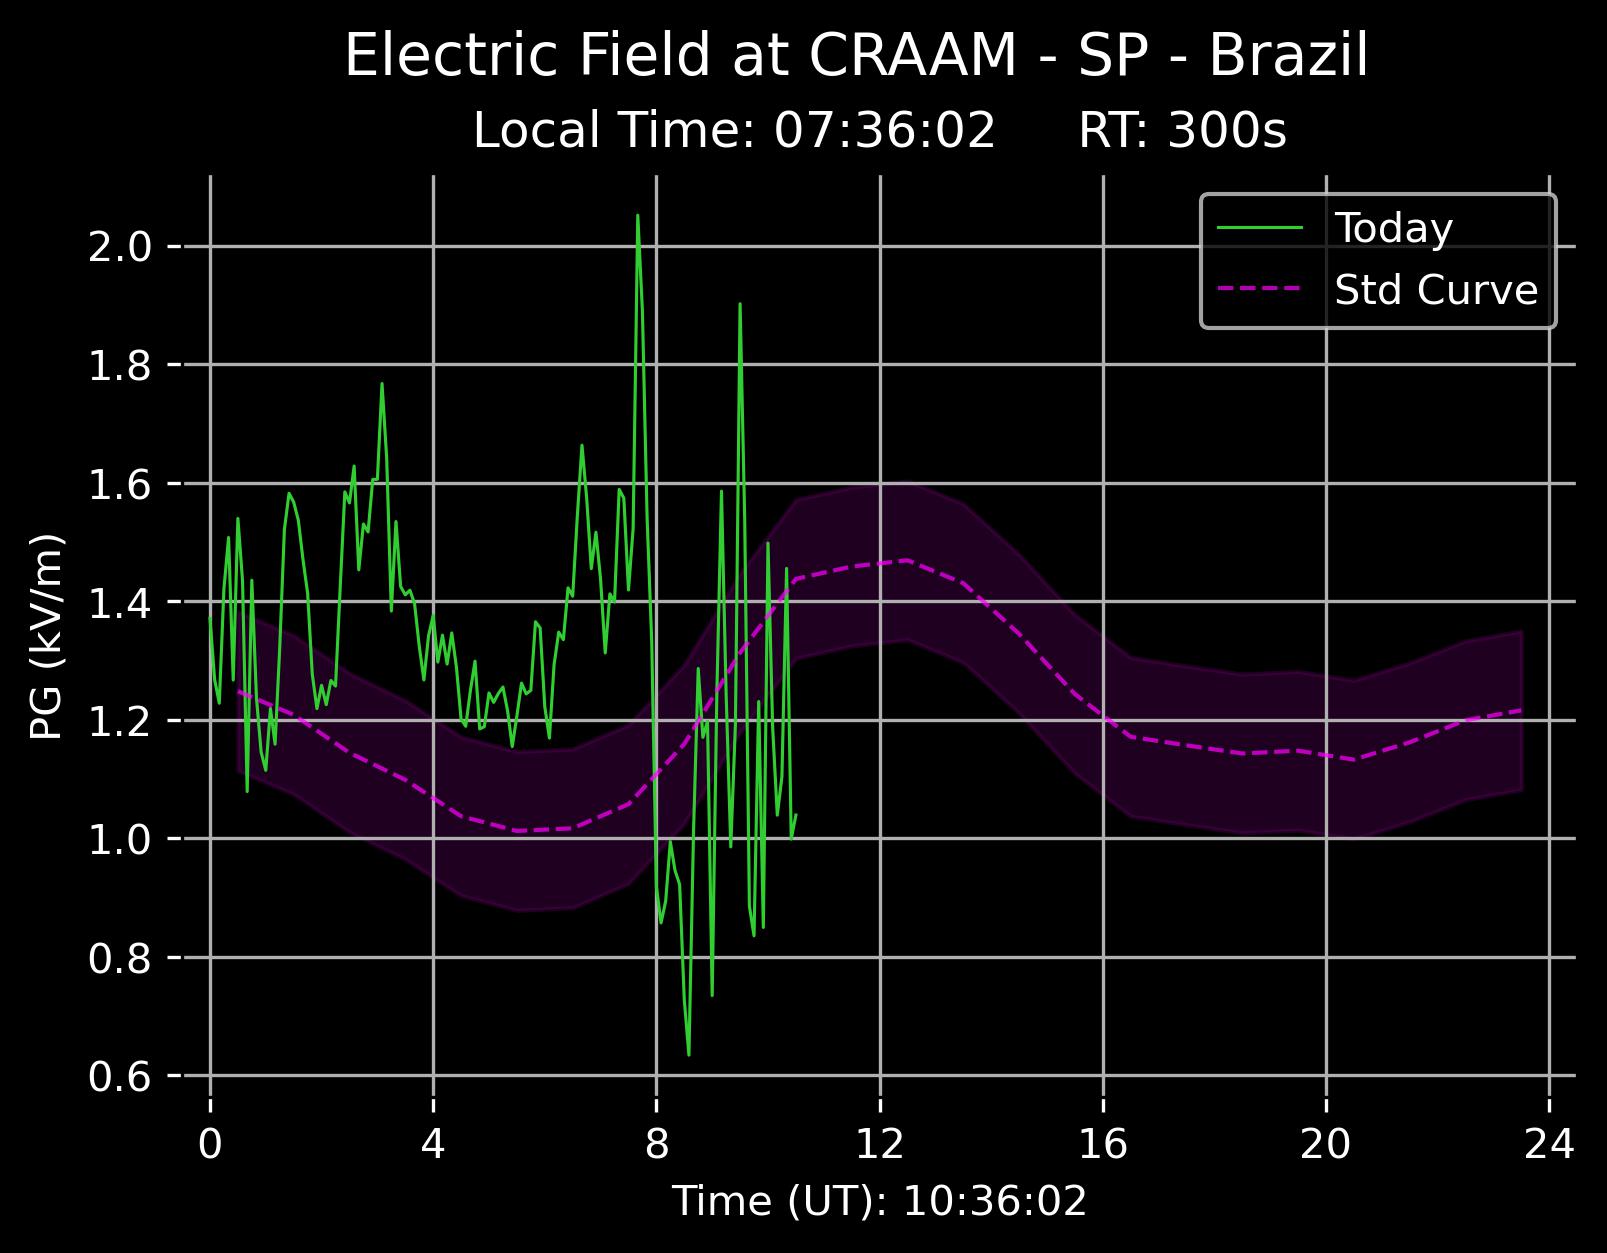 Electric Field at CRAAM - SP - Brazil
Local Time: 07:36:02 RT: 300s
Today
Std Curve
2.0
1.8
1.6
1.4
1.2
1.0
0.8
0.6
PG (kV/m)
0 4 8 12 16 20 24
Time (UT): 10:36:02